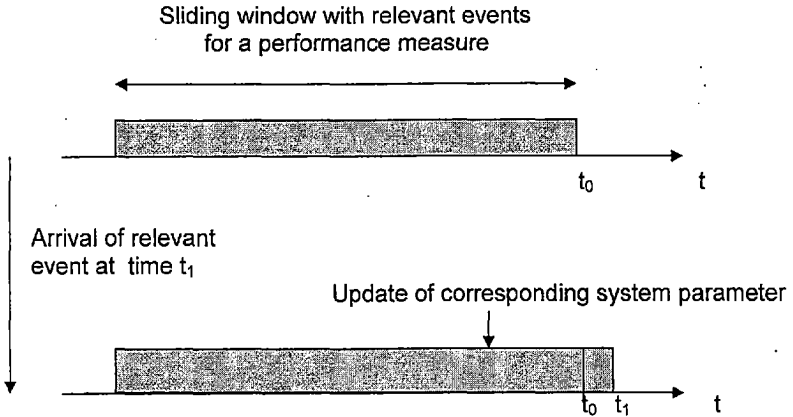 Sliding window with relevant events
for a performance measure
t₀
t
Arrival of relevant
event at time t₁
Update of corresponding system parameter
t₀
t₁
t